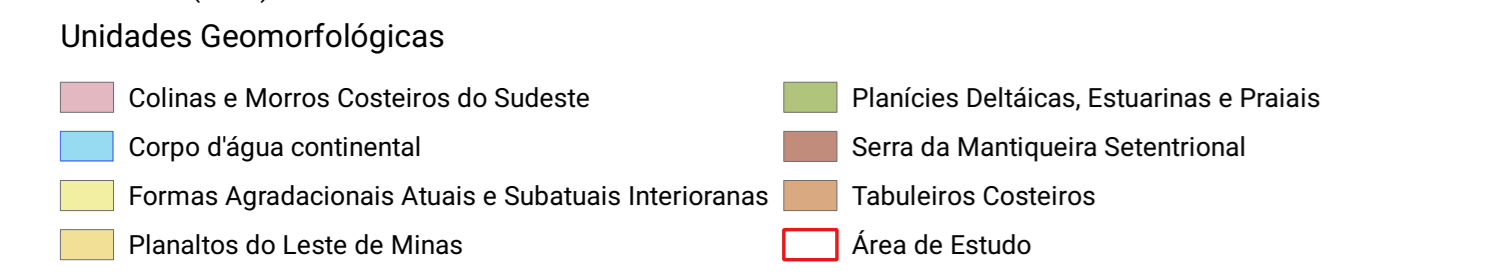 Unidades Geomorfológicas
Colinas e Morros Costeiros do Sudeste
Corpo d'água continental
Formas Agradacionais Atuais e Subatuais Interioranas
Planaltos do Leste de Minas
Planícies Deltáicas, Estuarinas e Praiais
Serra da Mantiqueira Setentrional
Tabuleiros Costeiros
Área de Estudo